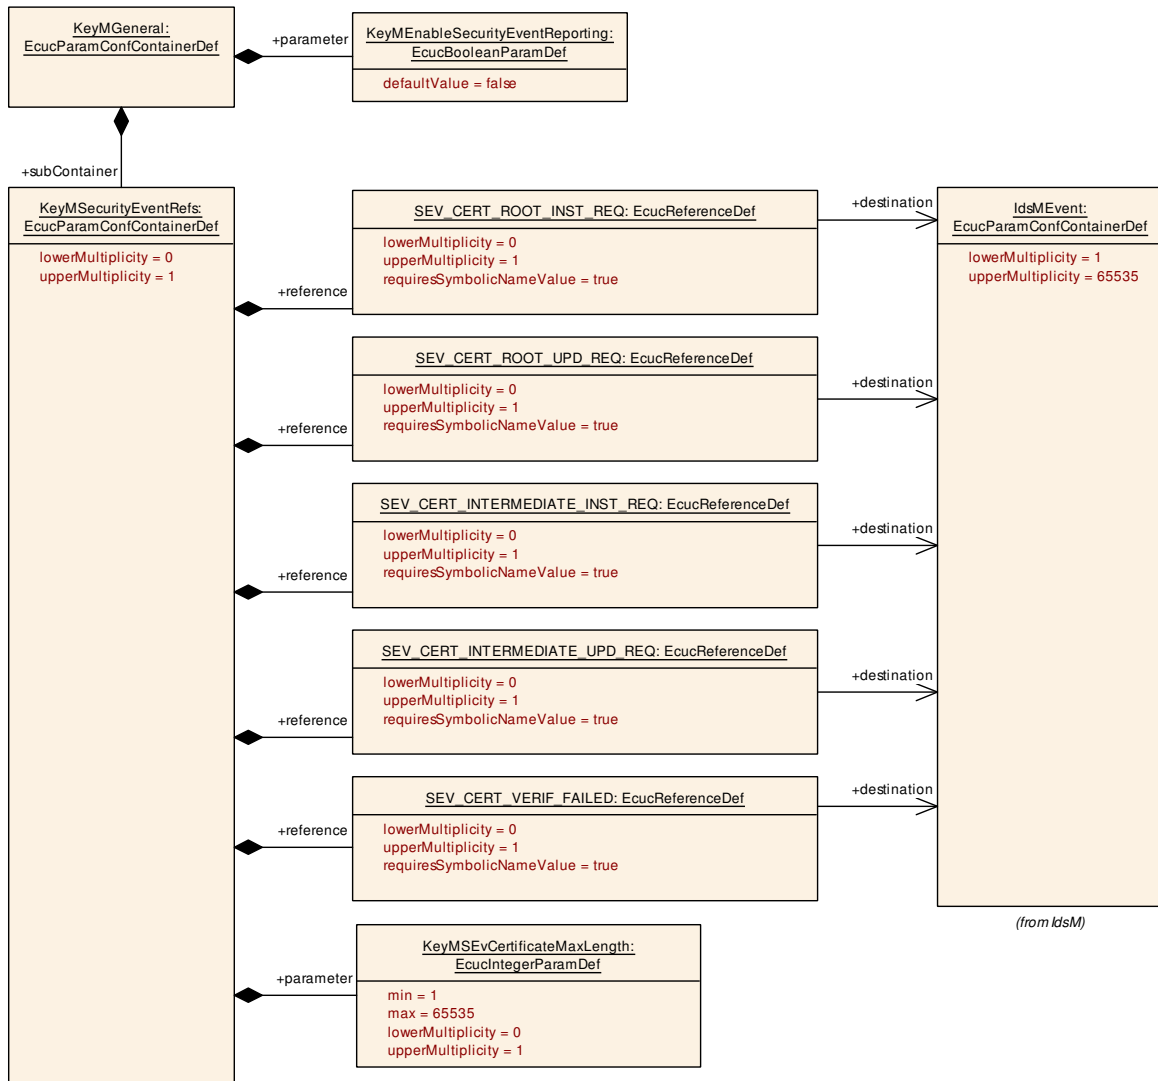 KeyMGeneral:
EcucParamConfContainerDef
+parameter
KeyMEnableSecurityEventReporting:
EcucBooleanParamDef
defaultValue = false
+subContainer
KeyMSecurityEventRefs:
EcucParamConfContainerDef
lowerMultiplicity = 0
upperMultiplicity = 1
SEV_CERT_ROOT_INST_REQ: EcucReferenceDef
lowerMultiplicity = 0
upperMultiplicity = 1
requiresSymbolicNameValue = true
+reference
+destination
IdsMEvent:
EcucParamConfContainerDef
lowerMultiplicity = 1
upperMultiplicity = 65535
SEV_CERT_ROOT_UPD_REQ: EcucReferenceDef
lowerMultiplicity = 0
upperMultiplicity = 1
requiresSymbolicNameValue = true
+reference
+destination
SEV_CERT_INTERMEDIATE_INST_REQ: EcucReferenceDef
lowerMultiplicity = 0
upperMultiplicity = 1
requiresSymbolicNameValue = true
+reference
+destination
SEV_CERT_INTERMEDIATE_UPD_REQ: EcucReferenceDef
lowerMultiplicity = 0
upperMultiplicity = 1
requiresSymbolicNameValue = true
+reference
+destination
SEV_CERT_VERIF_FAILED: EcucReferenceDef
lowerMultiplicity = 0
upperMultiplicity = 1
requiresSymbolicNameValue = true
+reference
+destination
(from IdsM)
+parameter
KeyMSEvCertificateMaxLength:
EcucIntegerParamDef
min = 1
max = 65535
lowerMultiplicity = 0
upperMultiplicity = 1